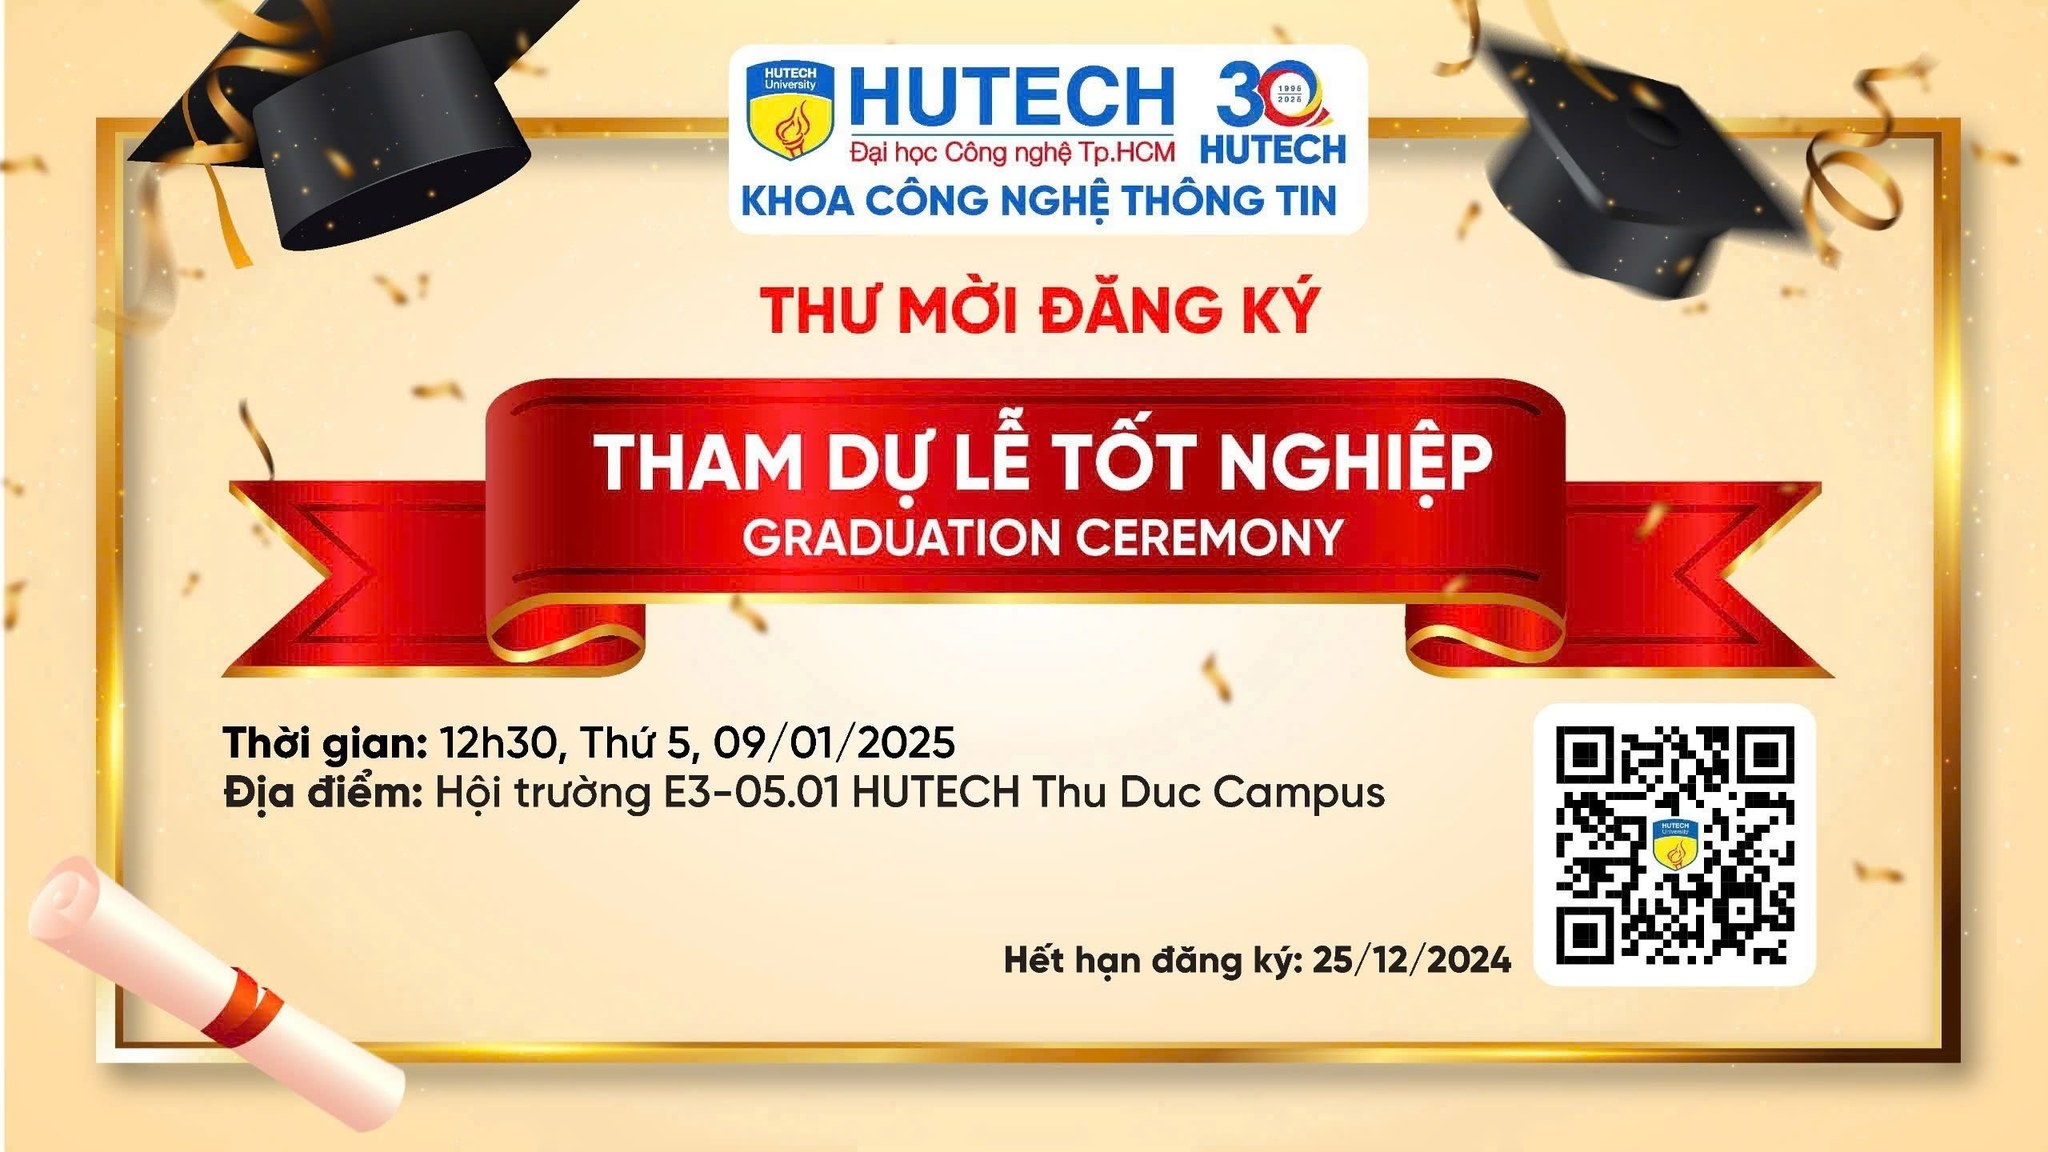 HUTECH
University
HUTECH
Đại học Công nghệ Tp.HCM
30
1995
2025
HUTECH
KHOA CÔNG NGHỆ THÔNG TIN
THƯ MỜI ĐĂNG KÝ
THAM DỰ LỄ TỐT NGHIỆP
GRADUATION CEREMONY
Thời gian: 12h30, Thứ 5, 09/01/2025
Địa điểm: Hội trường E3-05.01 HUTECH Thu Duc Campus
HUTECH
University
Hết hạn đăng ký: 25/12/2024